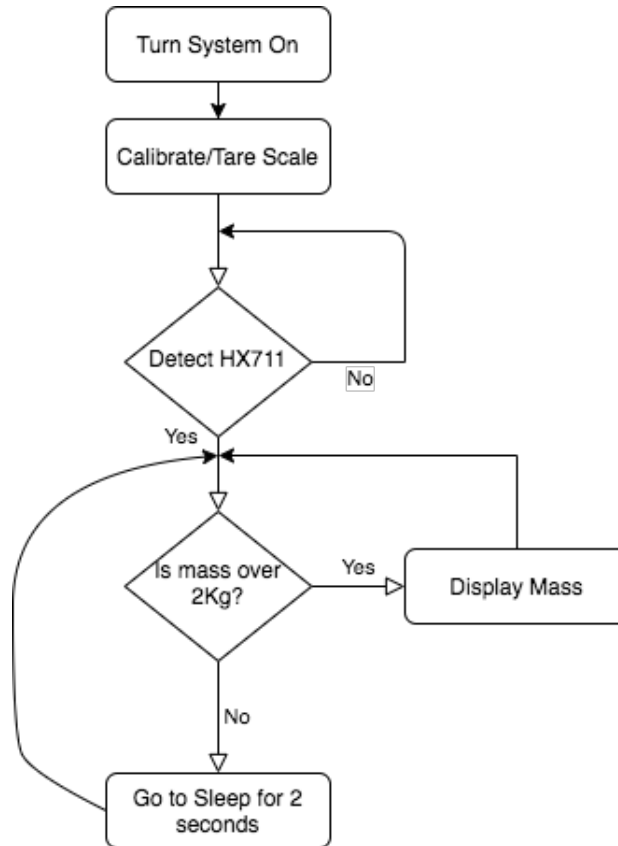 Turn System On
Calibrate/Tare Scale
Detect HX711
No
Yes
Is mass over
2Kg?
Yes
Display Mass
No
Go to Sleep for 2
seconds